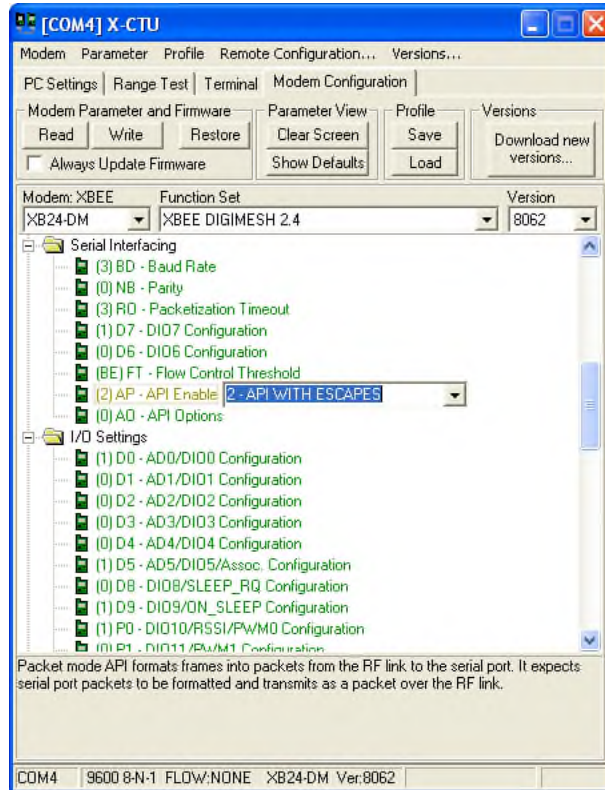 [COM4] X-CTU
Modem Parameter Profile Remote Configuration... Versions...
PC Settings Range Test Terminal Modem Configuration
Modem Parameter and Firmware Parameter View Profile Versions
Read Write Restore Clear Screen Save Download new versions...
Always Update Firmware Show Defaults Load
Modem: XBEE Function Set Version
XB24-DM XBEE DIGIMESH 2.4 8062
Serial Interfacing
(3) BD - Baud Rate
(0) NB - Parity
(3) RO - Packetization Timeout
(1) D7 - DIO7 Configuration
(0) D6 - DIO6 Configuration
(BE) FT - Flow Control Threshold
(2) AP - API Enable 2 - API WITH ESCAPES
(0) AO - API Options
I/O Settings
(1) D0 - AD0/DIO0 Configuration
(0) D1 - AD1/DIO1 Configuration
(0) D2 - AD2/DIO2 Configuration
(0) D3 - AD3/DIO3 Configuration
(0) D4 - AD4/DIO4 Configuration
(1) D5 - AD5/DIO5/Assoc. Configuration
(0) D8 - DIO8/SLEEP_RQ Configuration
(1) D9 - DIO9/ON_SLEEP Configuration
(1) P0 - DIO10/RSSI/PWM0 Configuration
(0) P1 - DIO11/PWM1 Configuration
Packet mode API formats frames into packets from the RF link to the serial port. It expects
serial port packets to be formatted and transmits as a packet over the RF link.
COM4 9600 8-N-1 FLOW:NONE XB24-DM Ver:8062